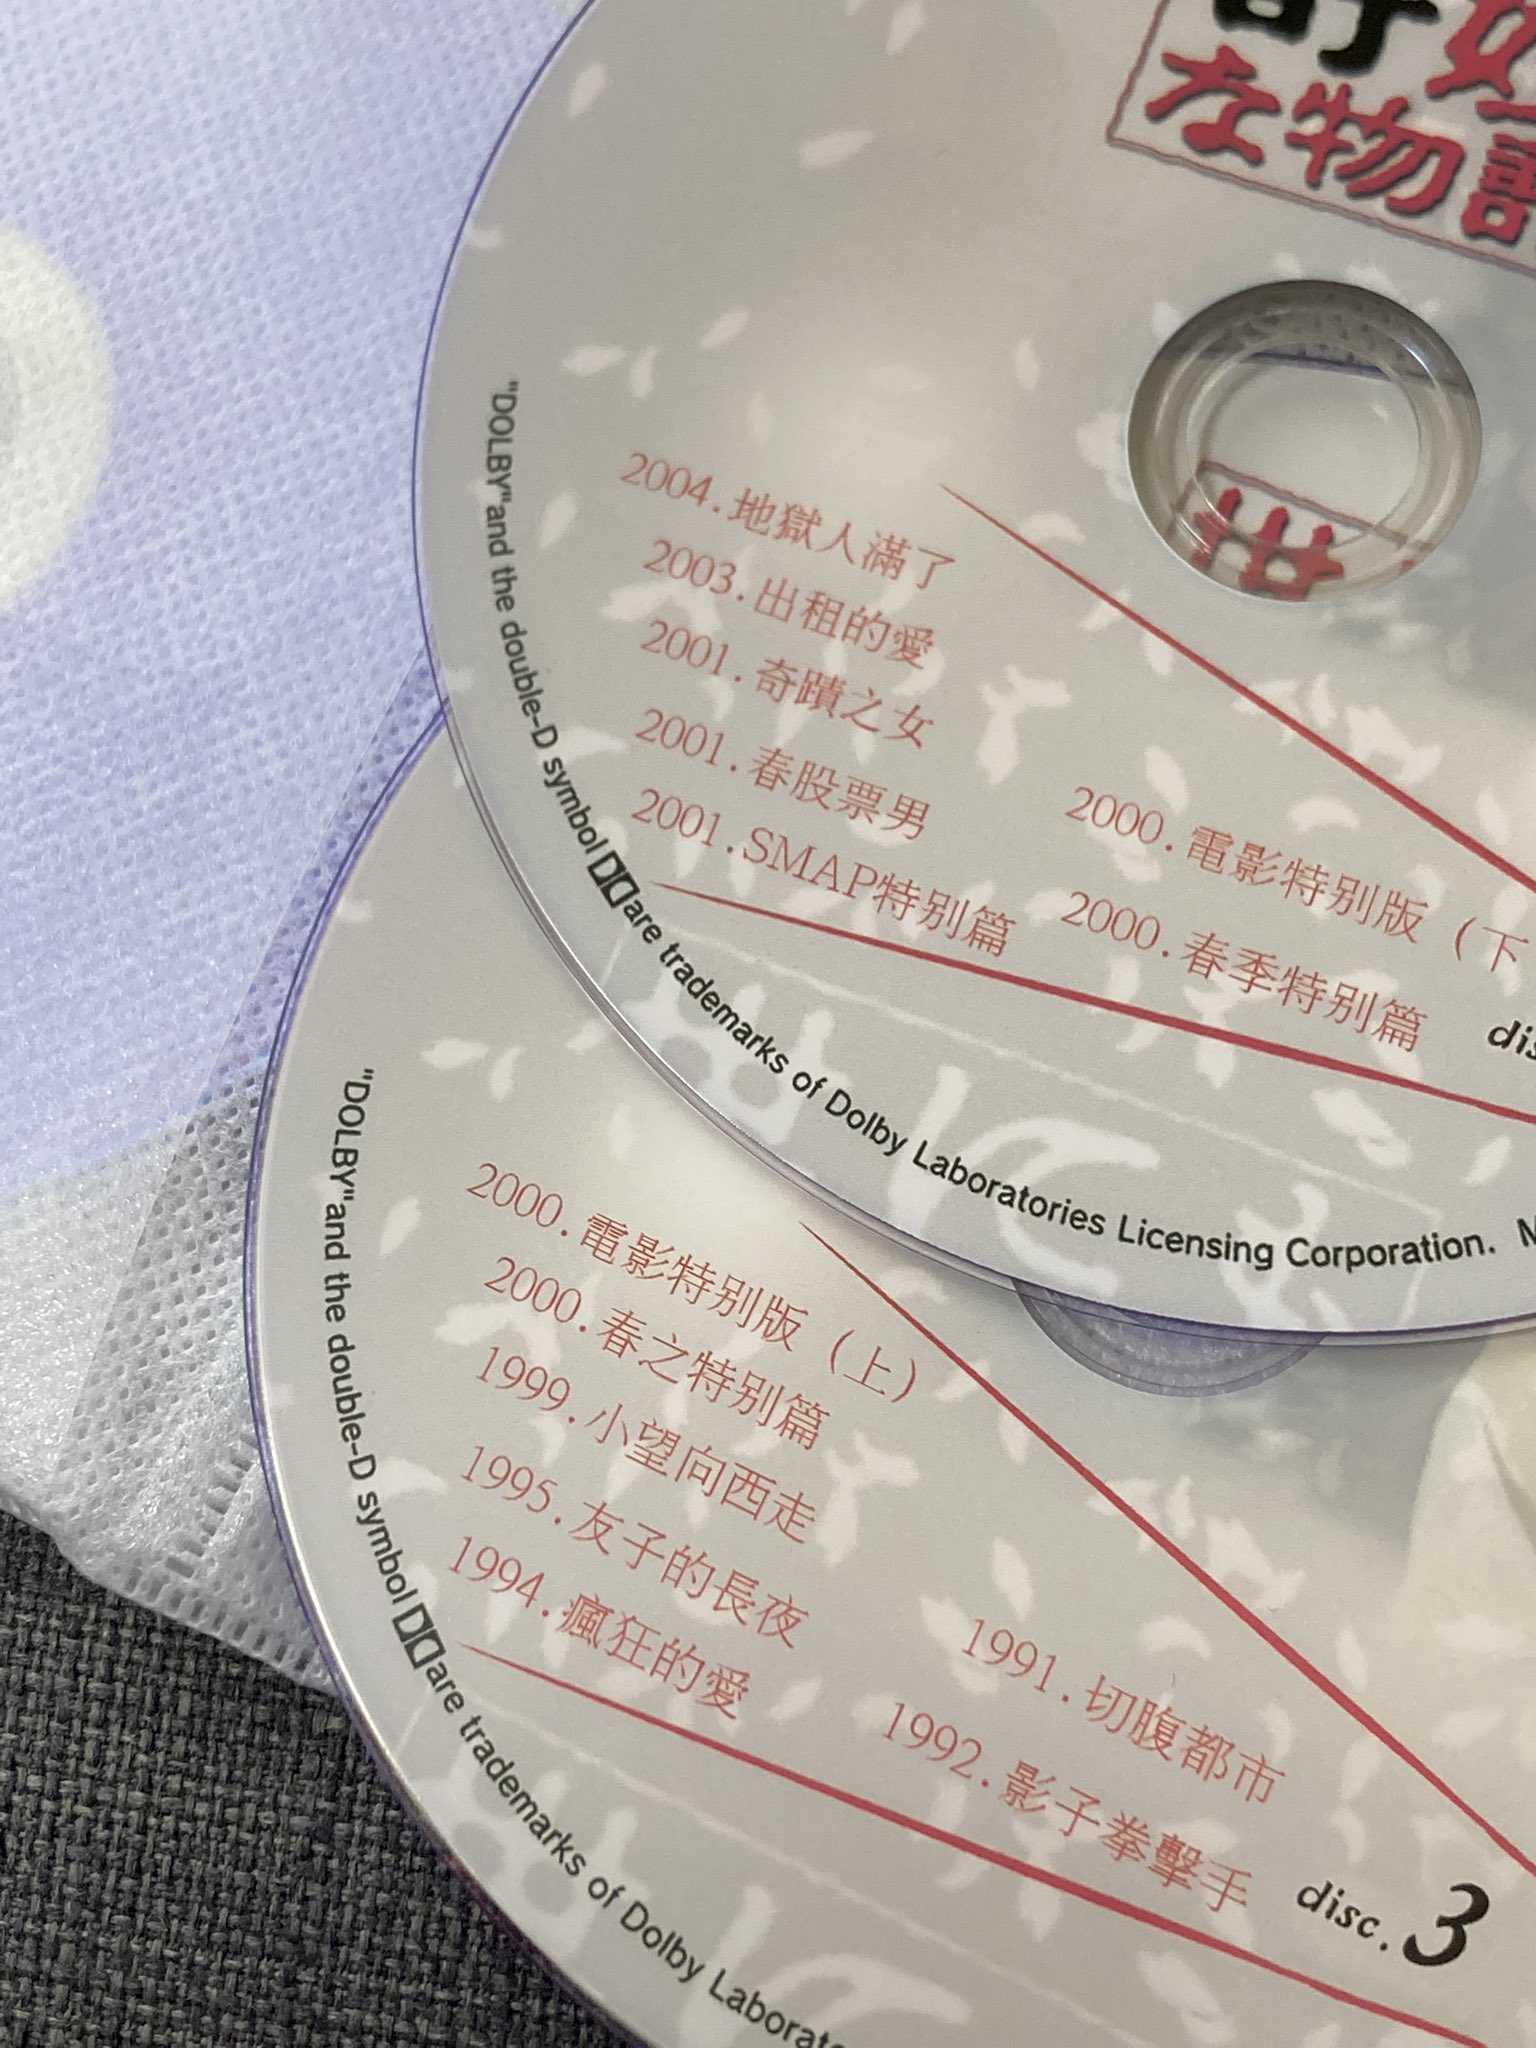 な物
2004.地獄人滿了
2003.出租的愛
2001.奇蹟之女
2001.春股票男
2001.SMAP特別篇
2000.電影特別版（下
2000.春季特別篇
"DOLBY"and the double-D symbol are trademarks of Dolby Laboratories Licensing Corporation.
2000.電影特別版（上）
2000.春之特別篇
1999.小望向西走
1995.友子的長夜
1994.瘋狂的愛
1991.切腹都市
1992.影子拳擊手
disc.3
"DOLBY"and the double-D symbol are trademarks of Dolby